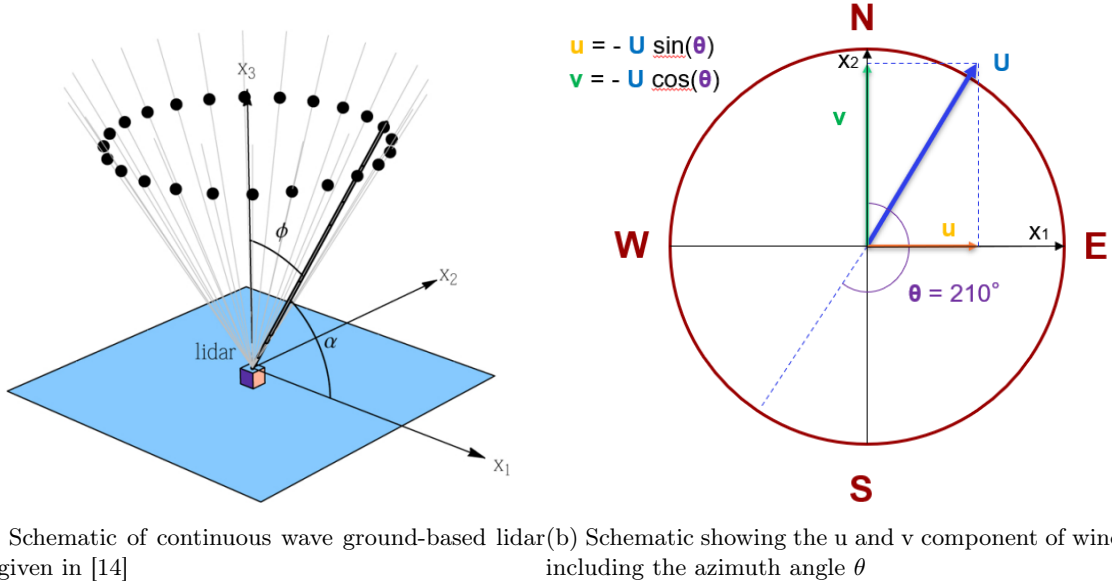 x3
ϕ
x2
lidar
α
x1
u = - U sin(θ)
v = - U cos(θ)
N
x2
U
v
W
u
x1
E
θ = 210°
S
Schematic of continuous wave ground-based lidar
given in [14]
(b) Schematic showing the u and v component of
including the azimuth angle θ